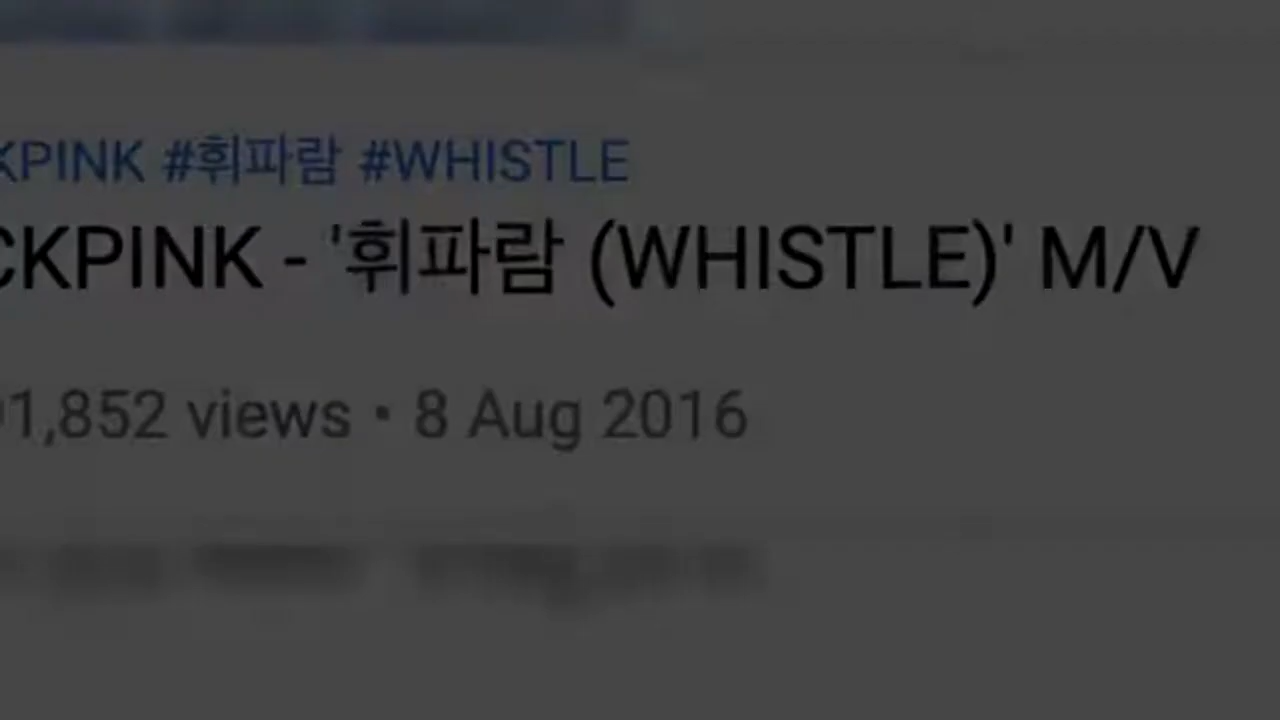 KPINK #휘파람 #WHISTLE
CKPINK - '휘파람 (WHISTLE)' M/V
1,852 views • 8 Aug 2016